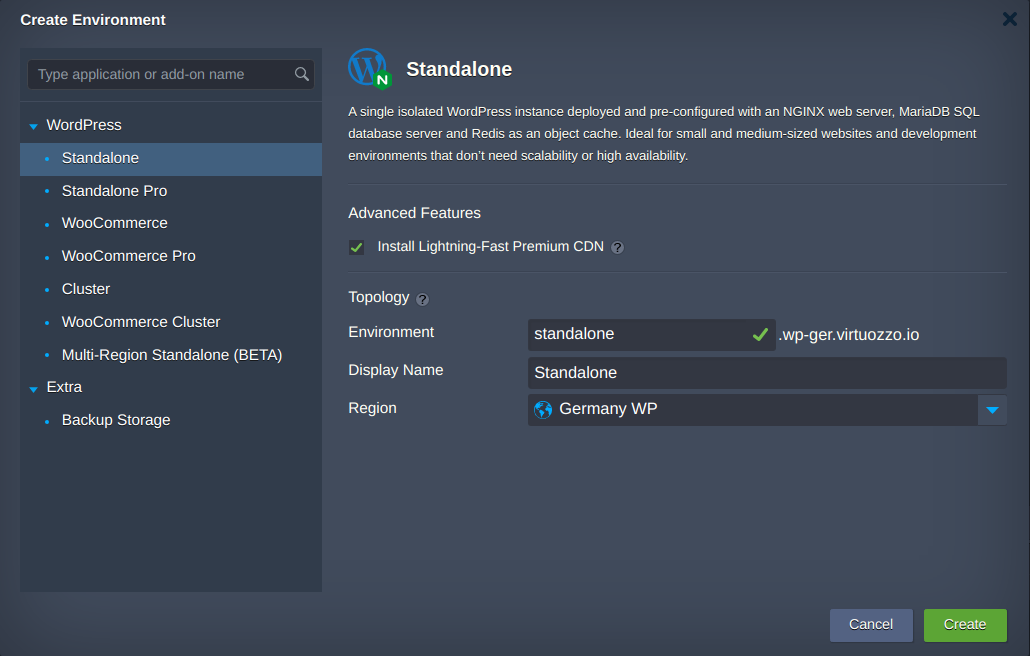 Create Environment
Type application or add-on name
WordPress
Standalone
Standalone Pro
WooCommerce
WooCommerce Pro
Cluster
WooCommerce Cluster
Multi-Region Standalone (BETA)
Extra
Backup Storage
N
Standalone
A single isolated WordPress instance deployed and pre-configured with an NGINX web server, MariaDB SQL
database server and Redis as an object cache. Ideal for small and medium-sized websites and development
environments that don’t need scalability or high availability.
Advanced Features
Install Lightning-Fast Premium CDN ?
Topology ?
Environment standalone .wp-ger.virtuozzo.io
Display Name Standalone
Region Germany WP
Cancel Create